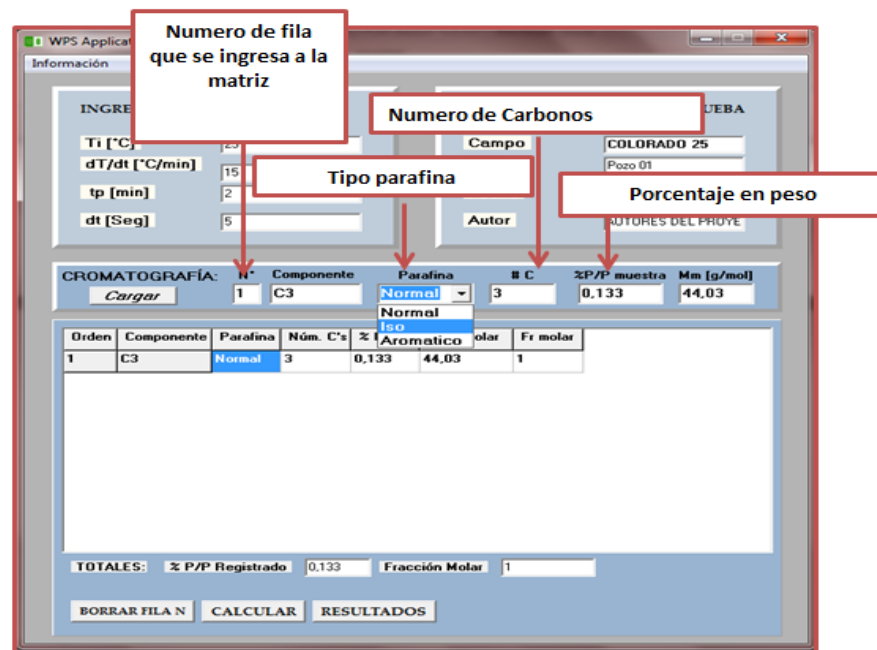 Numero de fila
que se ingresa a la
matriz
WPS Applicat
Información
Numero de Carbonos
Tipo parafina
Porcentaje en peso
INGRE
Ti [°C]
dT/dt [°C/min] 15
tp [min] 2
dt [Seg] 5
UEBA
Campo COLORADO 25
Pozo 01
Autor AUTORES DEL PROYE
CROMATOGRAFÍA: N° Componente Parafina # C %P/P muestra Mm [g/mol]
Cargar 1 C3 Normal 3 0,133 44,03
Normal
Iso
Aromatico
Orden Componente Parafina Núm. C's % olar Fr molar
1 C3 Normal 3 0,133 44,03 1
TOTALES: % P/P Registrado 0,133 Fracción Molar 1
BORRAR FILA N CALCULAR RESULTADOS